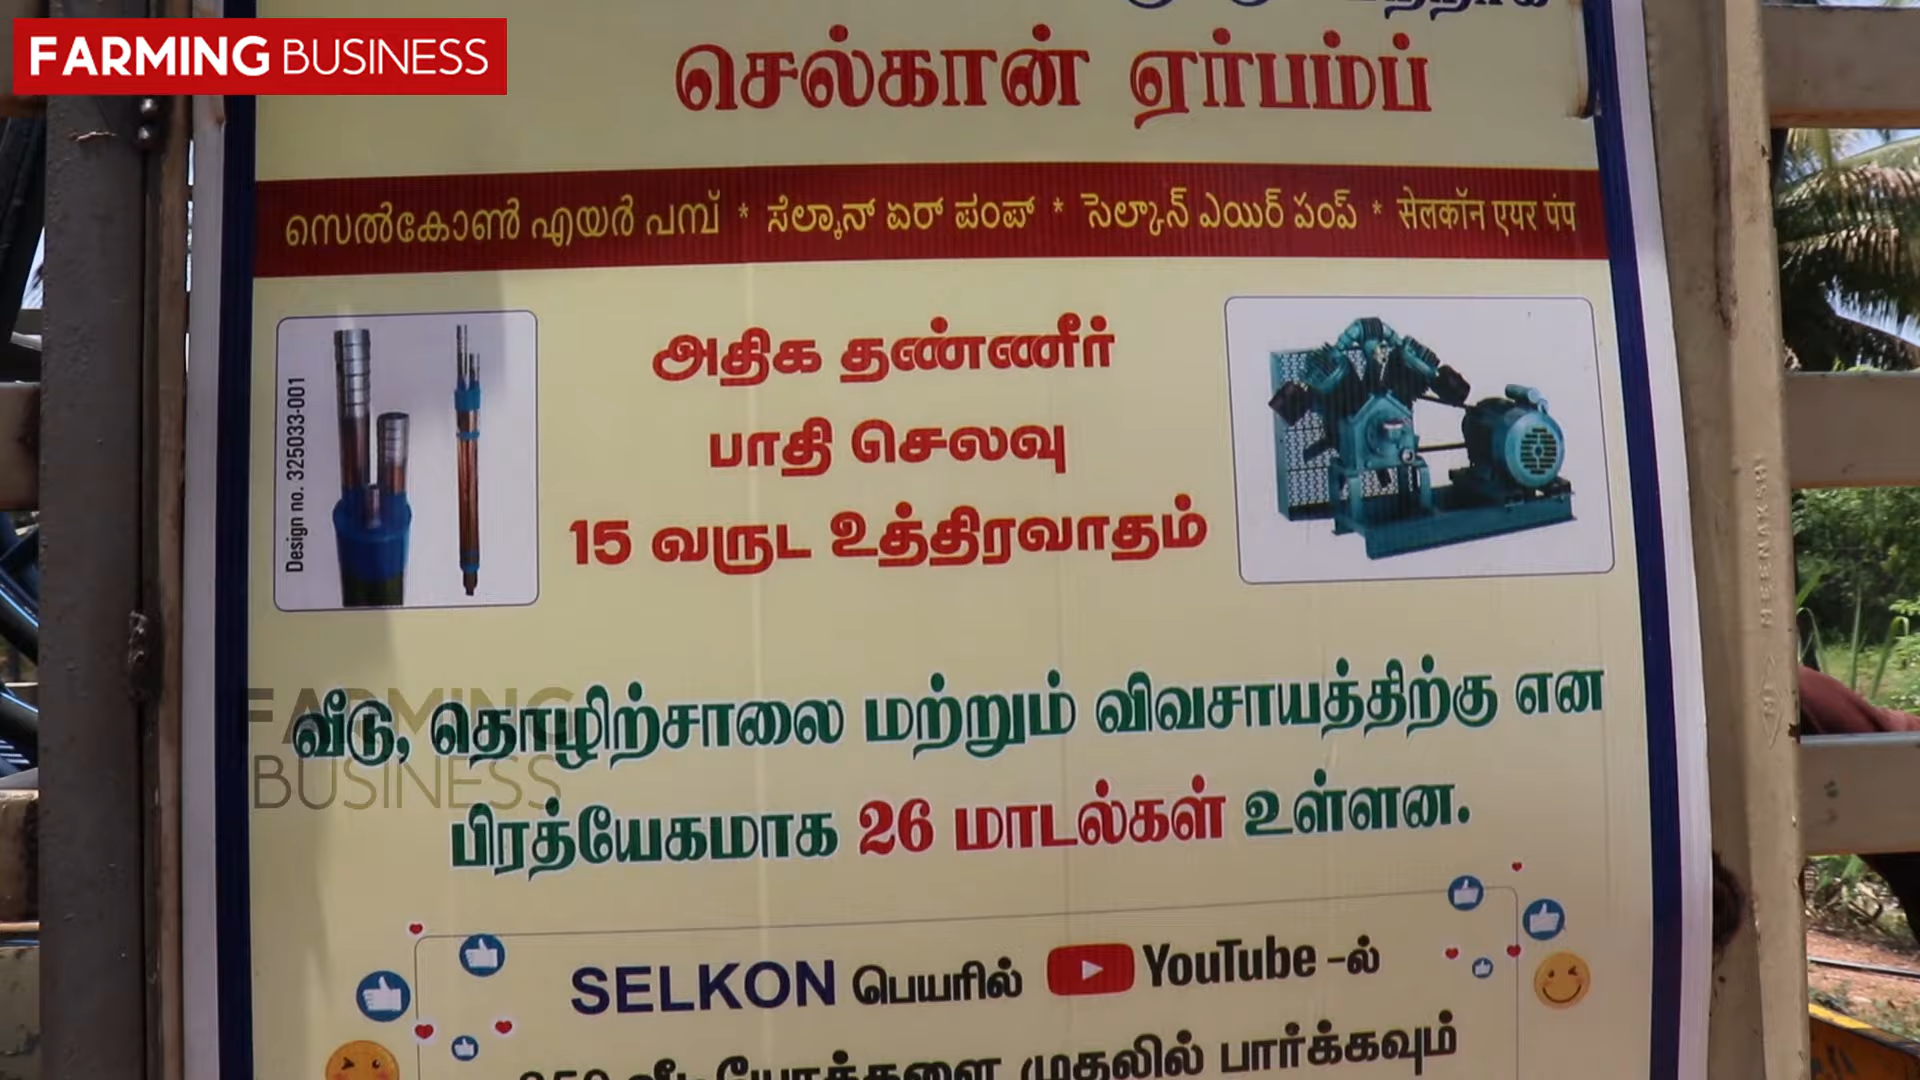 FARMING BUSINESS
செல்கான் ஏர்பம்ப்
സെൽകോൺ എയർ പമ്പ് * ಸೆಲ್ಕಾನ್ ಏರ್ ಪಂಪ್ * సెల్కాన్ ఎయిర్ పంప్ * सेलकॉन एयर पंप
Design no. 325033-001
அதிக தண்ணீர்
பாதி செலவு
15 வருட உத்திரவாதம்
வீடு, தொழிற்சாலை மற்றும் விவசாயத்திற்கு என
பிரத்யேகமாக 26 மாடல்கள் உள்ளன.
FARMING
BUSINESS
SELKON பெயரில் YouTube -ல்
முதலில் பார்க்கவும்
MEENAKSHI